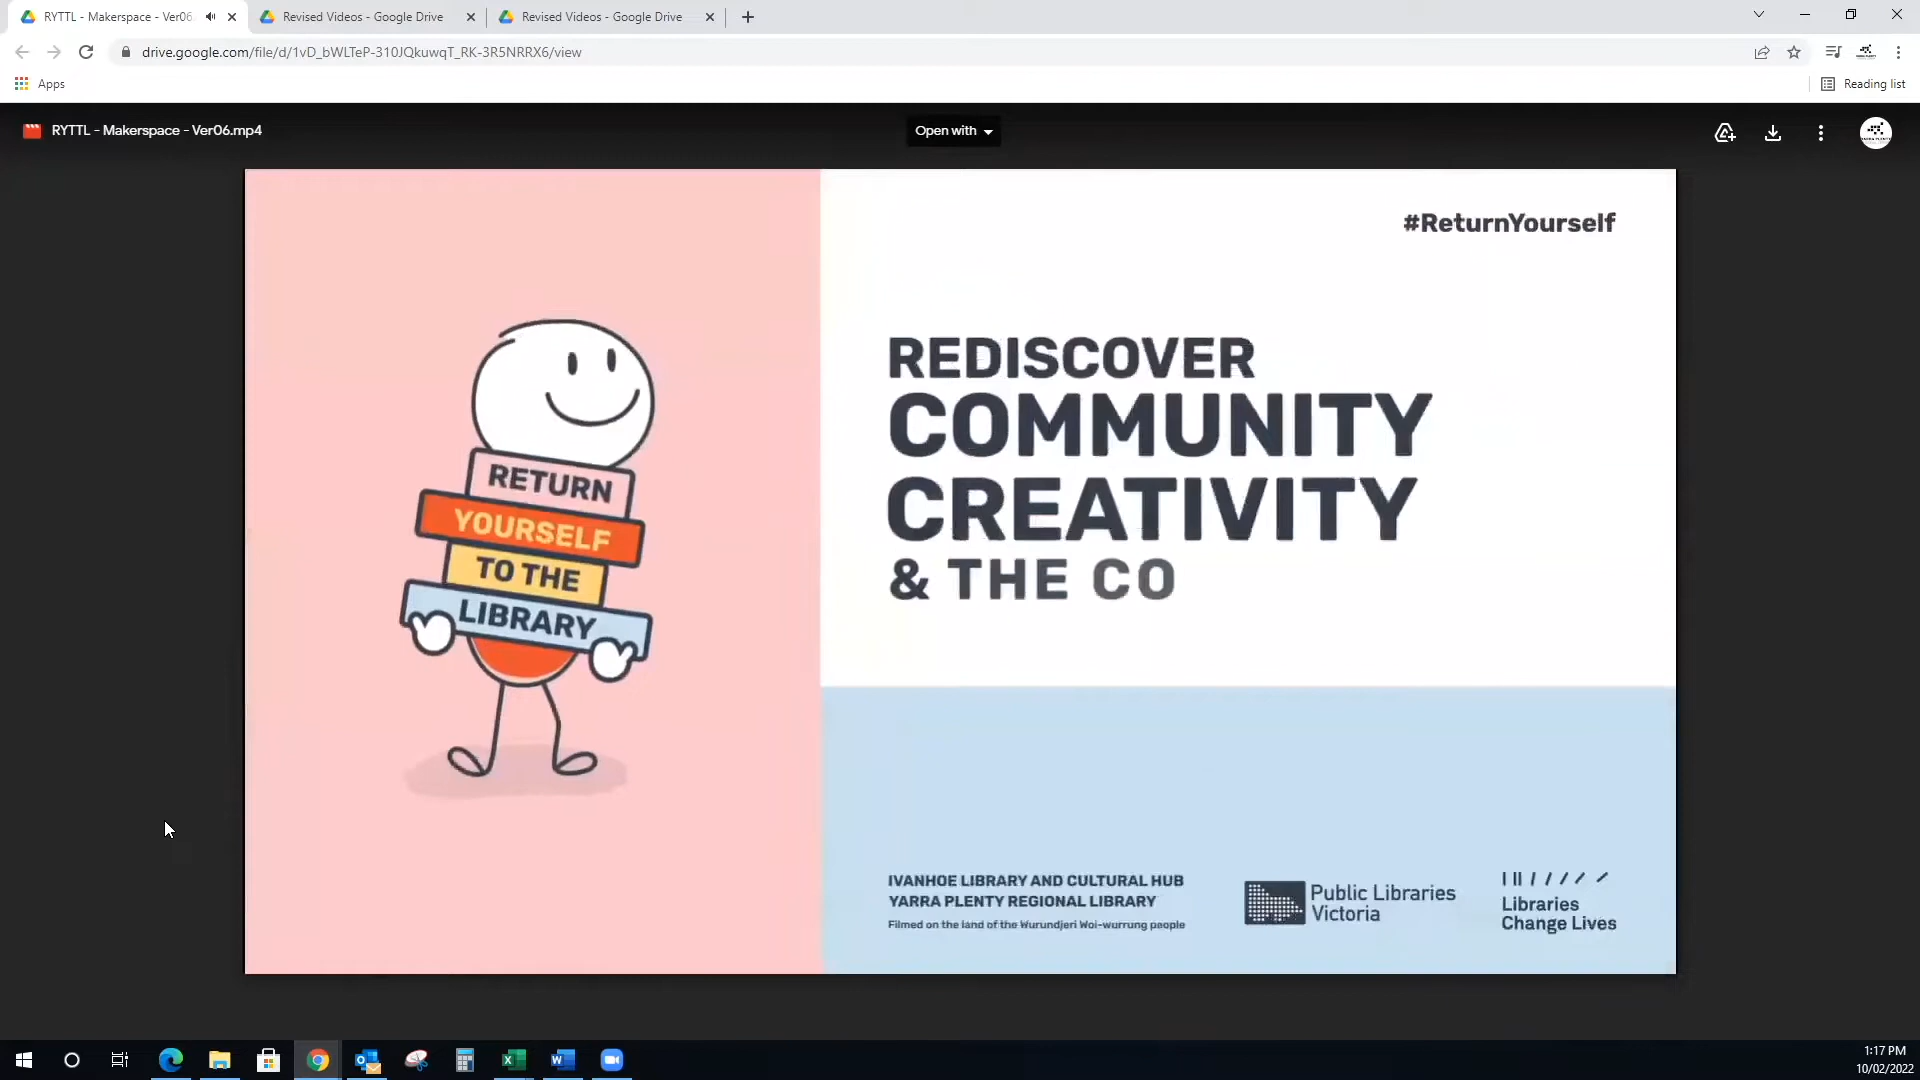 RYTTL - Makerspace - Ver06
Revised Videos - Google Drive
Revised Videos - Google Drive
drive.google.com/file/d/1vD_bWLTeP-310JQkuwqT_RK-3R5NRRX6/view
Apps
Reading list
RYTTL - Makerspace - Ver06.mp4
Open with
#ReturnYourself
REDISCOVER
COMMUNITY
CREATIVITY
& THE CO
RETURN
YOURSELF
TO THE
LIBRARY
IVANHOE LIBRARY AND CULTURAL HUB
YARRA PLENTY REGIONAL LIBRARY
Filmed on the land of the Wurundjeri Woi-wurrung people
Public Libraries
Victoria
Libraries
Change Lives
1:17 PM
10/02/2022